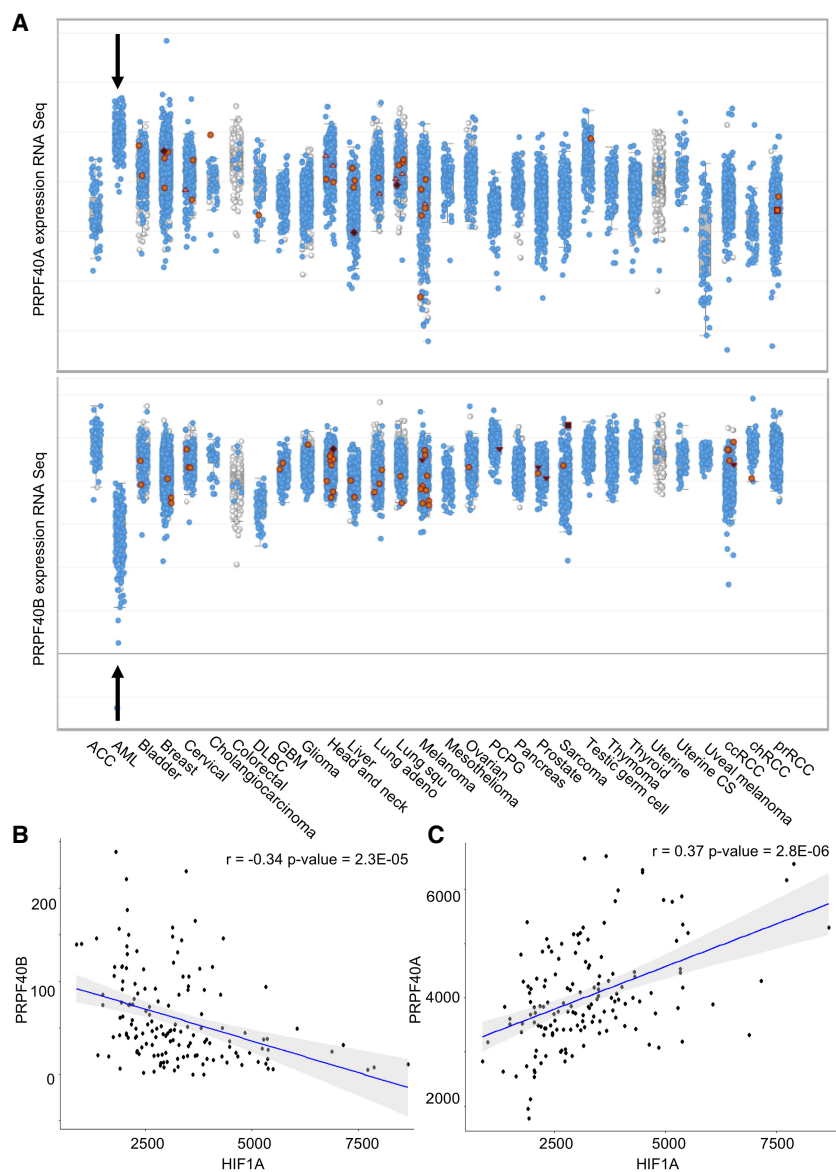 A
PRPF40A expression RNA Seq
PRPF40B expression RNA Seq
ACC
AML
Bladder
Breast
Cervical
Cholangiocarcinoma
Colorectal
DLBC
GBM
Glioma
Head and neck
Liver
Lung adeno
Lung squ
Melanoma
Mesothelioma
Ovarian
PCPG
Pancreas
Prostate
Sarcoma
Testic germ cell
Thymoma
Thyroid
Uterine
Uterine CS
Uveal melanoma
ccRCC
chRCC
prRCC
B
r = -0.34 p-value = 2.3E-05
PRPF40B
200
100
0
2500
5000
7500
HIF1A
C
r = 0.37 p-value = 2.8E-06
PRPF40A
6000
4000
2000
2500
5000
7500
HIF1A